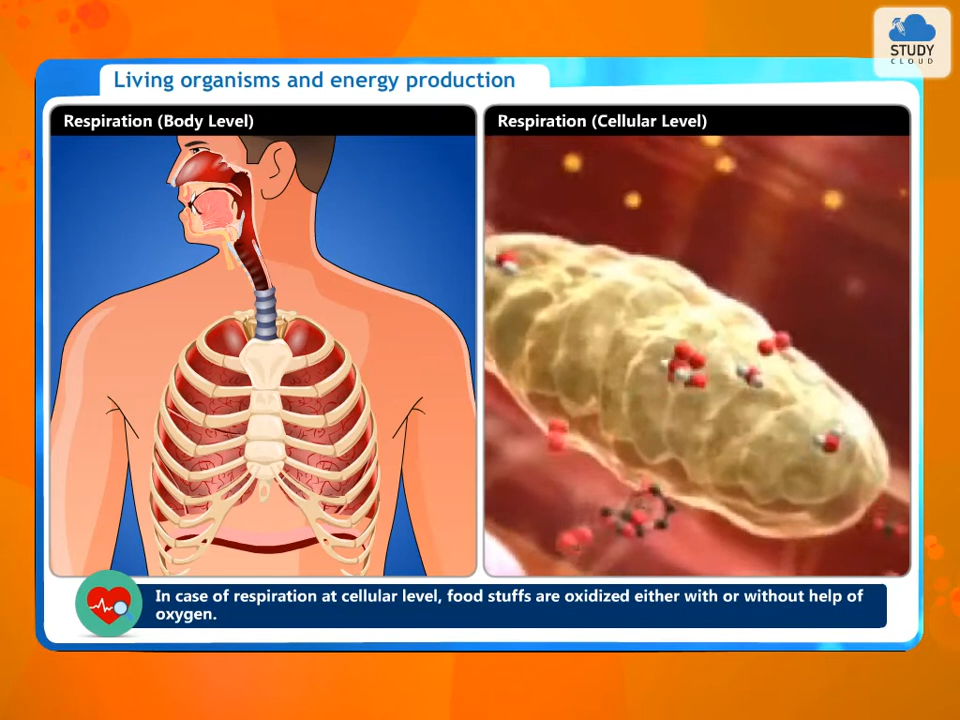 STUDY
CLOUD
Living organisms and energy production
Respiration (Body Level)
Respiration (Cellular Level)
In case of respiration at cellular level, food stuffs are oxidized either with or without help of
oxygen.